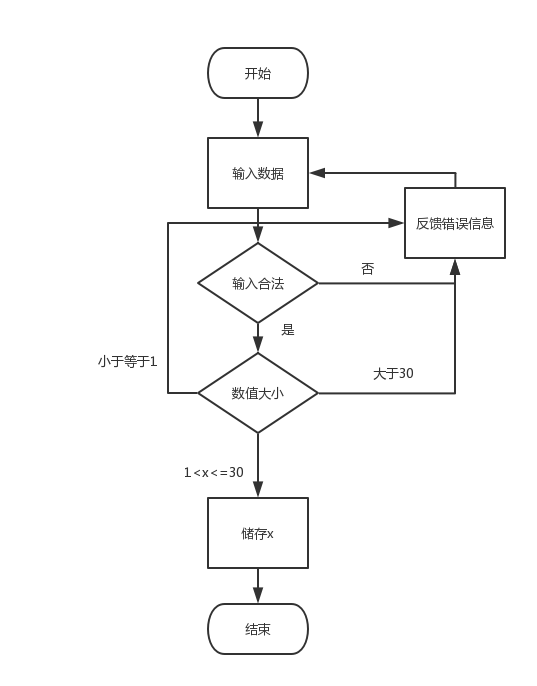 开始
输入数据
反馈错误信息
输入合法
否
是
小于等于1
数值大小
大于30
1<x<=30
储存x
结束